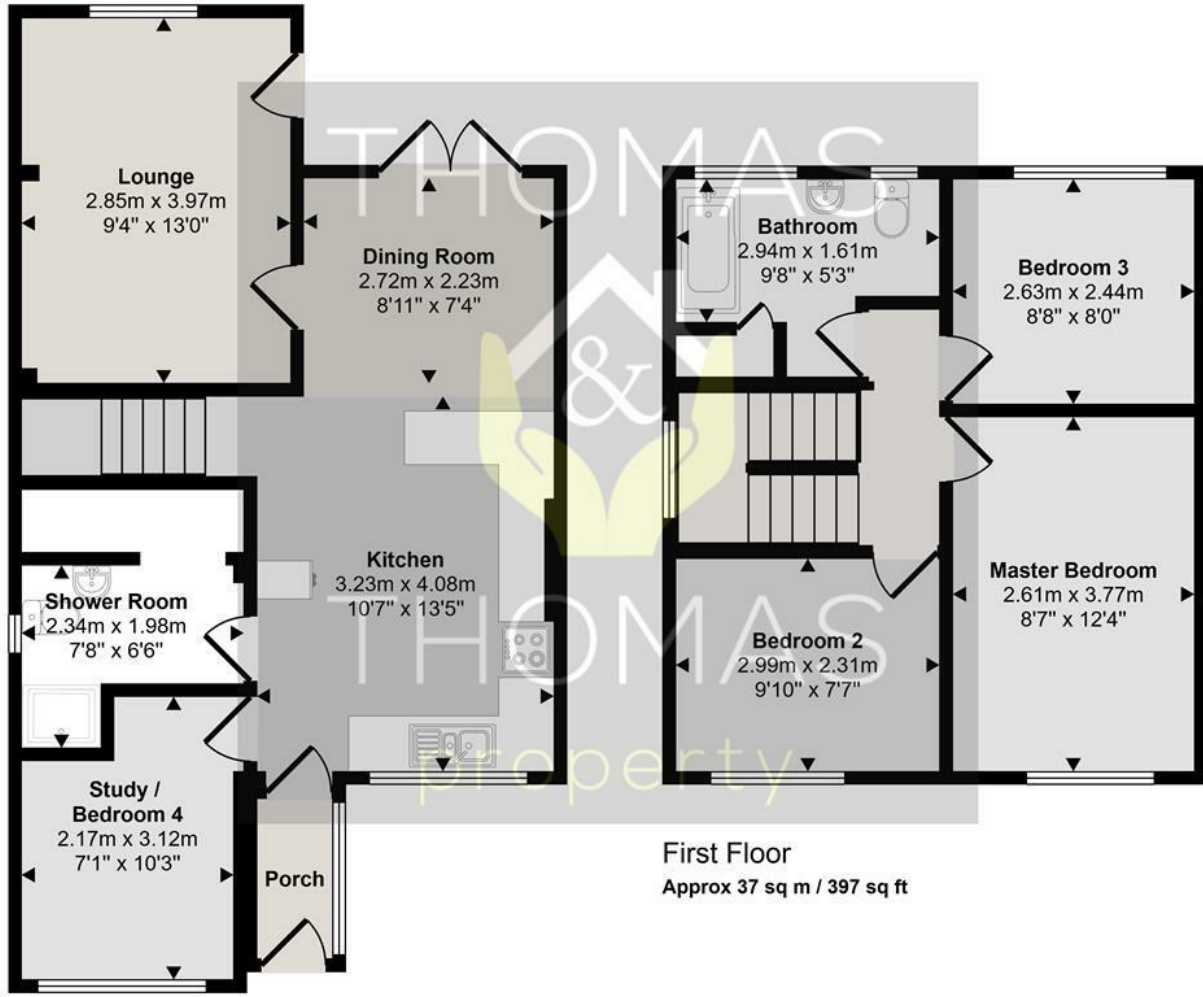 Lounge
2.85m x 3.97m
9'4" x 13'0"
THOMAS
Dining Room
2.72m x 2.23m
8'11" x 7'4"
Bathroom
2.94m x 1.61m
9'8" x 5'3"
Bedroom 3
2.63m x 2.44m
8'8" x 8'0"
&
Kitchen
3.23m x 4.08m
10'7" x 13'5"
Shower Room
2.34m x 1.98m
7'8" x 6'6"
THOMAS
Master Bedroom
2.61m x 3.77m
8'7" x 12'4"
Bedroom 2
2.99m x 2.31m
9'10" x 7'7"
property
Study /
Bedroom 4
2.17m x 3.12m
7'1" x 10'3"
Porch
First Floor
Approx 37 sq m / 397 sq ft